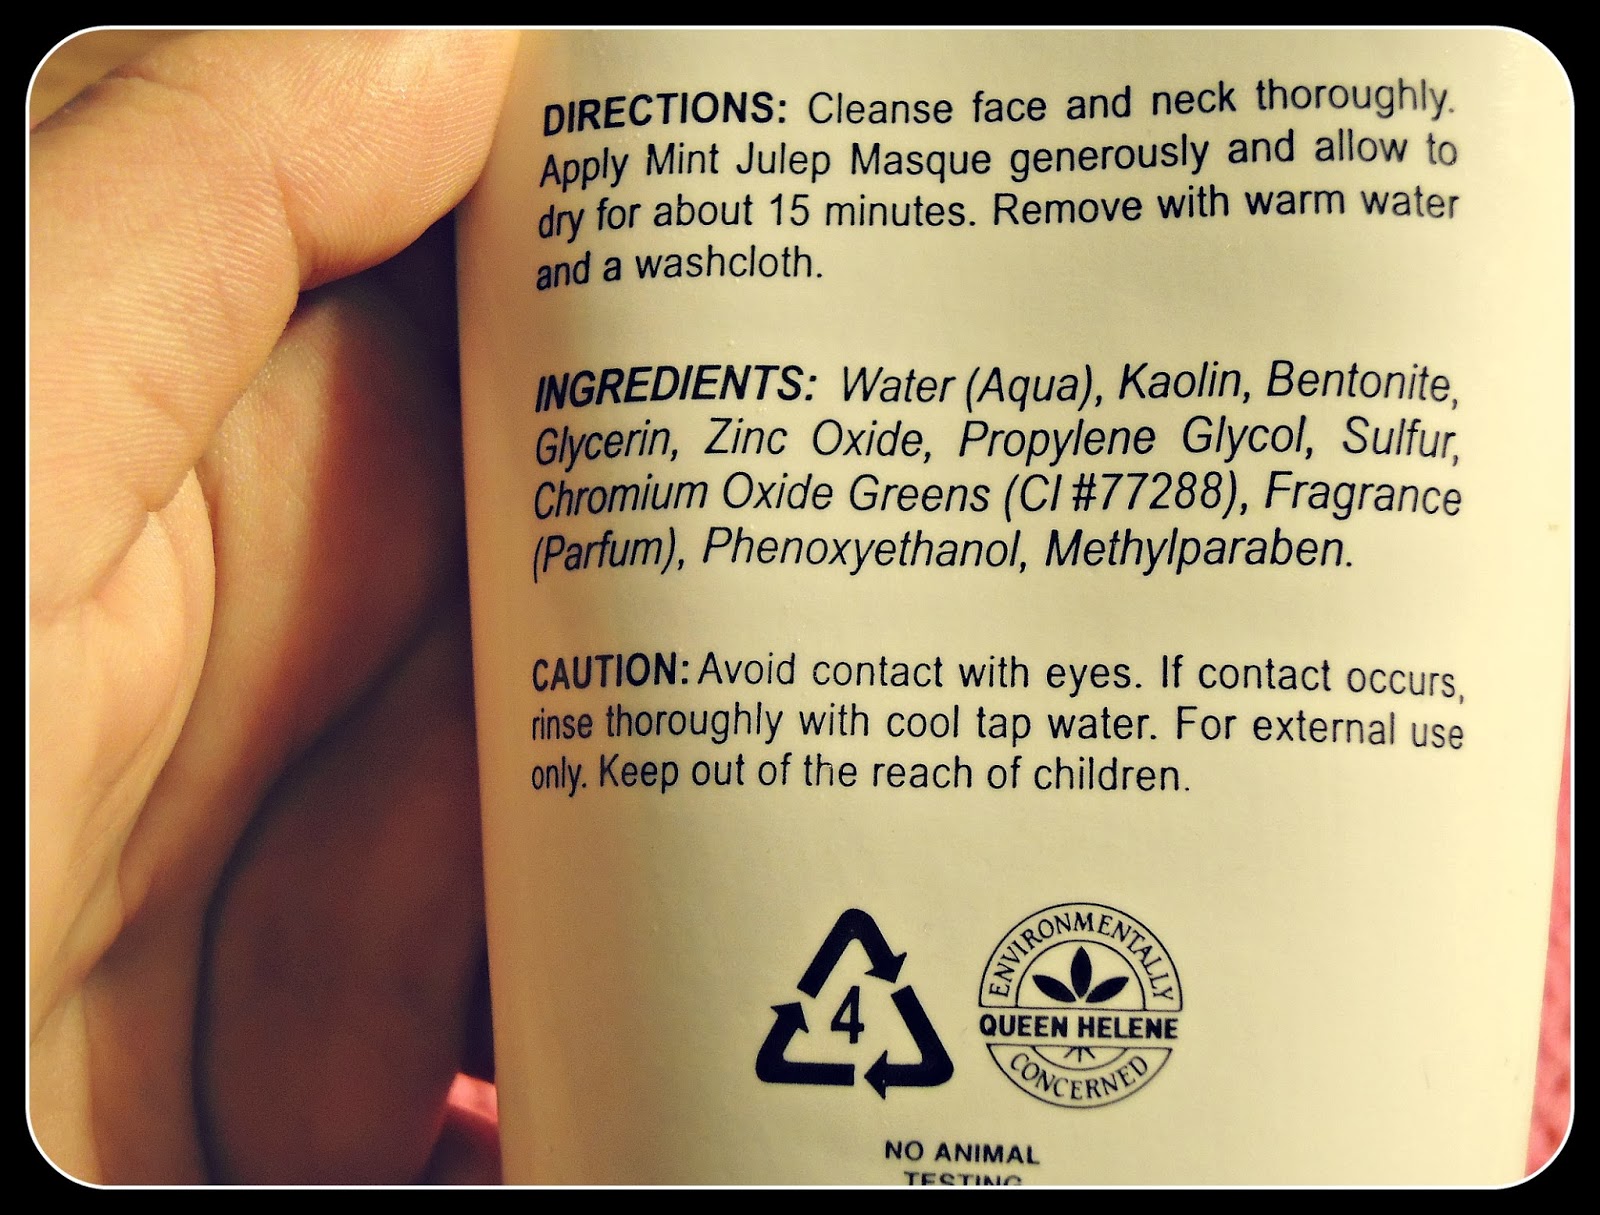 DIRECTIONS: Cleanse face and neck thoroughly.
Apply Mint Julep Masque generously and allow to
dry for about 15 minutes. Remove with warm water
and a washcloth.
INGREDIENTS: Water (Aqua), Kaolin, Bentonite,
Glycerin, Zinc Oxide, Propylene Glycol, Sulfur,
Chromium Oxide Greens (CI #77288), Fragrance
(Parfum), Phenoxyethanol, Methylparaben.
CAUTION: Avoid contact with eyes. If contact occurs,
rinse thoroughly with cool tap water. For external use
only. Keep out of the reach of children.
4
ENVIRONMENTALLY
QUEEN HELENE
CONCERNED
NO ANIMAL
TESTING